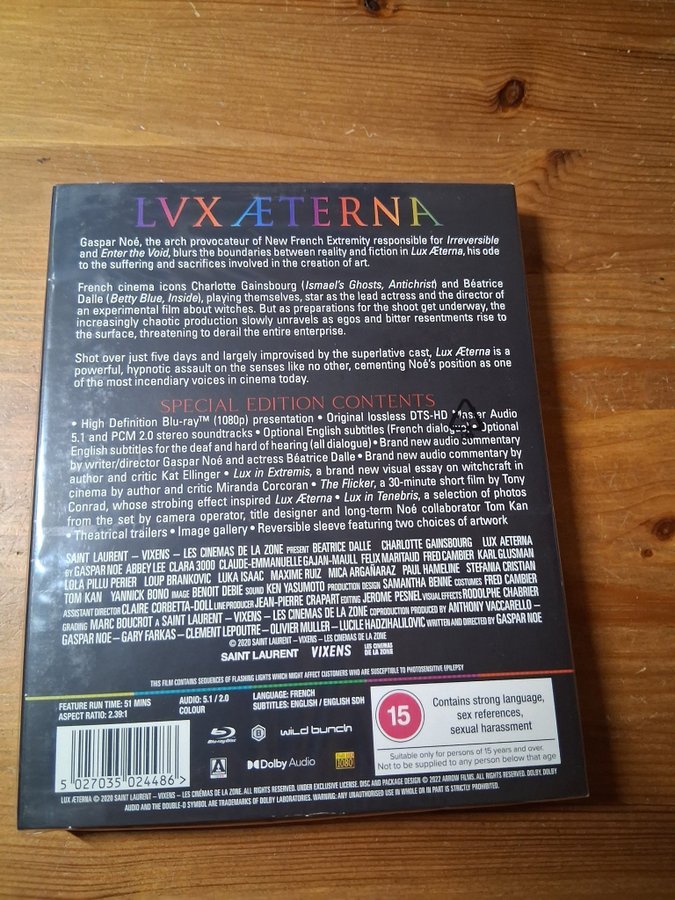 LVX ÆTERNA
Gaspar Noé, the arch provocateur of New French Extremity responsible for Irreversible
and Enter the Void, blurs the boundaries between reality and fiction in Lux Æterna, his ode
to the suffering and sacrifices involved in the creation of art.
French cinema icons Charlotte Gainsbourg (Ismael's Ghosts, Antichrist) and Béatrice
Dalle (Betty Blue, Inside), playing themselves, star as the lead actress and the director of
an experimental film about witches. But as preparations for the shoot get underway, the
increasingly chaotic production slowly unravels as egos and bitter resentments rise to
the surface, threatening to derail the entire enterprise.
Shot over just five days and largely improvised by the superlative cast, Lux Æterna is a
powerful, hypnotic assault on the senses like no other, cementing Noé's position as one
of the most incendiary voices in cinema today.
SPECIAL EDITION CONTENTS
• High Definition Blu-ray™ (1080p) presentation • Original lossless DTS-HD Master Audio
5.1 and PCM 2.0 stereo soundtracks • Optional English subtitles (French dialogue) • Optional
English subtitles for the deaf and hard of hearing (all dialogue) • Brand new audio commentary
by writer/director Gaspar Noé and actress Béatrice Dalle • Brand new audio commentary by
author and critic Kat Ellinger • Lux in Extremis, a brand new visual essay on witchcraft in
cinema by author and critic Miranda Corcoran • The Flicker, a 30-minute short film by Tony
Conrad, whose strobing effect inspired Lux Æterna • Lux in Tenebris, a selection of photos
from the set by camera operator, title designer and long-term Noé collaborator Tom Kan
• Theatrical trailers • Image gallery • Reversible sleeve featuring two choices of artwork
SAINT LAURENT – VIXENS – LES CINEMAS DE LA ZONE PRESENT BEATRICE DALLE CHARLOTTE GAINSBOURG LUX ÆTERNA
BY GASPAR NOE ABBEY LEE CLARA 3000 CLAUDE-EMMANUELLE GAJAN-MAULL FELIX MARITAUD FRED CAMBIER KARL GLUSMAN
LOLA PILLU PERIER LOUP BRANKOVIC LUKA ISAAC MAXIME RUIZ MICA ARGAÑARAZ PAUL HAMELINE STEFANIA CRISTIAN
TOM KAN YANNICK BONO IMAGE BENOIT DEBIE SOUND KEN YASUMOTO PRODUCTION DESIGN SAMANTHA BENNE COSTUMES FRED CAMBIER
ASSISTANT DIRECTOR CLAIRE CORBETTA-DOLL LINE PRODUCER JEAN-PIERRE CRAPART EDITING JEROME PESNEL VISUAL EFFECTS RODOLPHE CHABRIER
GRADING MARC BOUCROT A SAINT LAURENT – VIXENS – LES CINEMAS DE LA ZONE COPRODUCTION PRODUCED BY ANTHONY VACCARELLO –
GASPAR NOE – GARY FARKAS – CLEMENT LEPOUTRE – OLIVIER MULLER – LUCILE HADZIHALILOVIC WRITTEN AND DIRECTED BY GASPAR NOE
© 2020 SAINT LAURENT – VIXENS – LES CINEMAS DE LA ZONE
SAINT LAURENT VIXENS LES CINEMAS DE LA ZONE
THIS FILM CONTAINS SEQUENCES OF FLASHING LIGHTS WHICH MIGHT AFFECT CUSTOMERS WHO ARE SUSCEPTIBLE TO PHOTOSENSITIVE EPILEPSY
FEATURE RUN TIME: 51 MINS
ASPECT RATIO: 2.39:1
AUDIO: 5.1 / 2.0
COLOUR
LANGUAGE: FRENCH
SUBTITLES: ENGLISH / ENGLISH SDH
15
Contains strong language,
sex references,
sexual harassment
Suitable only for persons of 15 years and over.
Not to be supplied to any person below that age
Blu-ray Disc
wild bunch
ARROW
Dolby Audio
1080
5 027035 024486 >
LUX ÆTERNA © 2020 SAINT LAURENT – VIXENS – LES CINÉMAS DE LA ZONE. ALL RIGHTS RESERVED. UNDER EXCLUSIVE LICENSE. DISC AND PACKAGE DESIGN © 2022 ARROW FILMS. ALL RIGHTS RESERVED. DOLBY, DOLBY
AUDIO AND THE DOUBLE-D SYMBOL ARE TRADEMARKS OF DOLBY LABORATORIES. WARNING: ANY UNAUTHORISED USE IN WHOLE OR IN PART IS STRICTLY PROHIBITED.